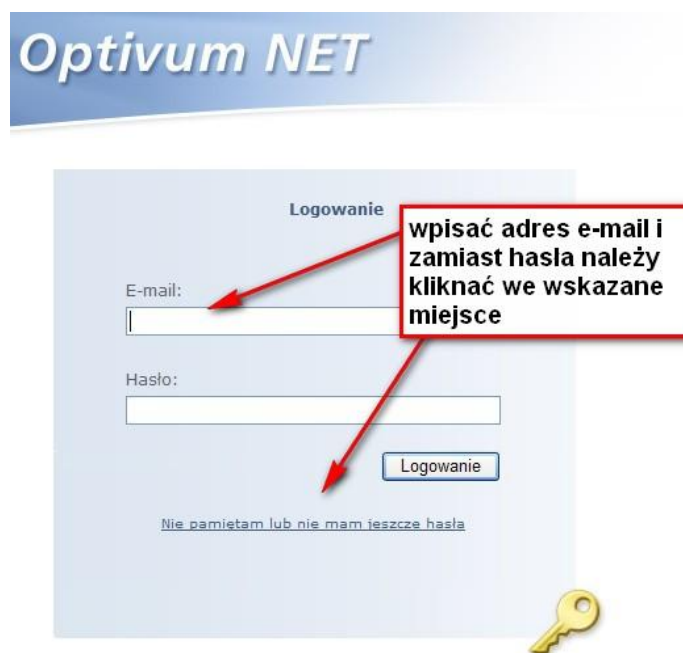 Optivum NET
Logowanie
wpisać adres e-mail i
zamiast hasla należy
kliknać we wskazane
miejsce
E-mail:
Hasło:
Logowanie
Nie pamiętam lub nie mam jeszcze hasła